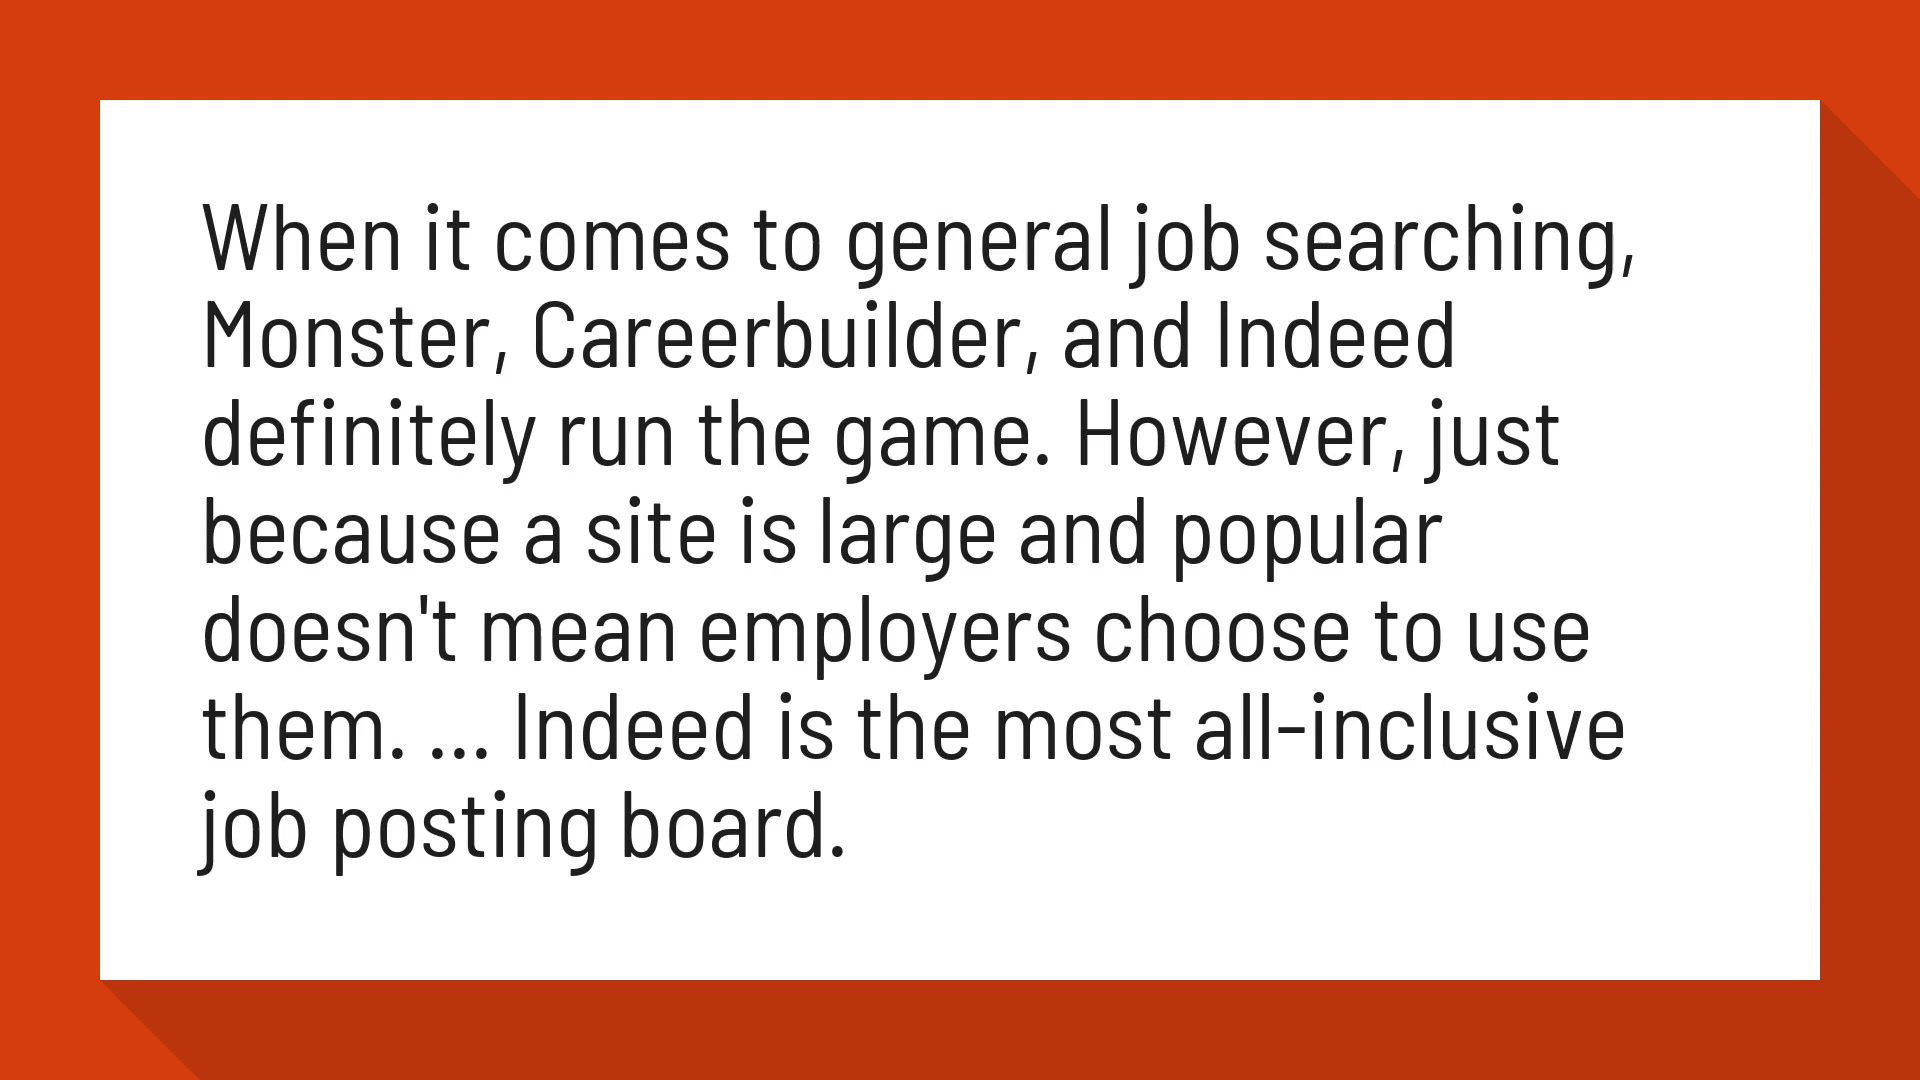 When it comes to general job searching,
Monster, Careerbuilder, and Indeed
definitely run the game. However, just
because a site is large and popular
doesn't mean employers choose to use
them. ... Indeed is the most all-inclusive
job posting board.